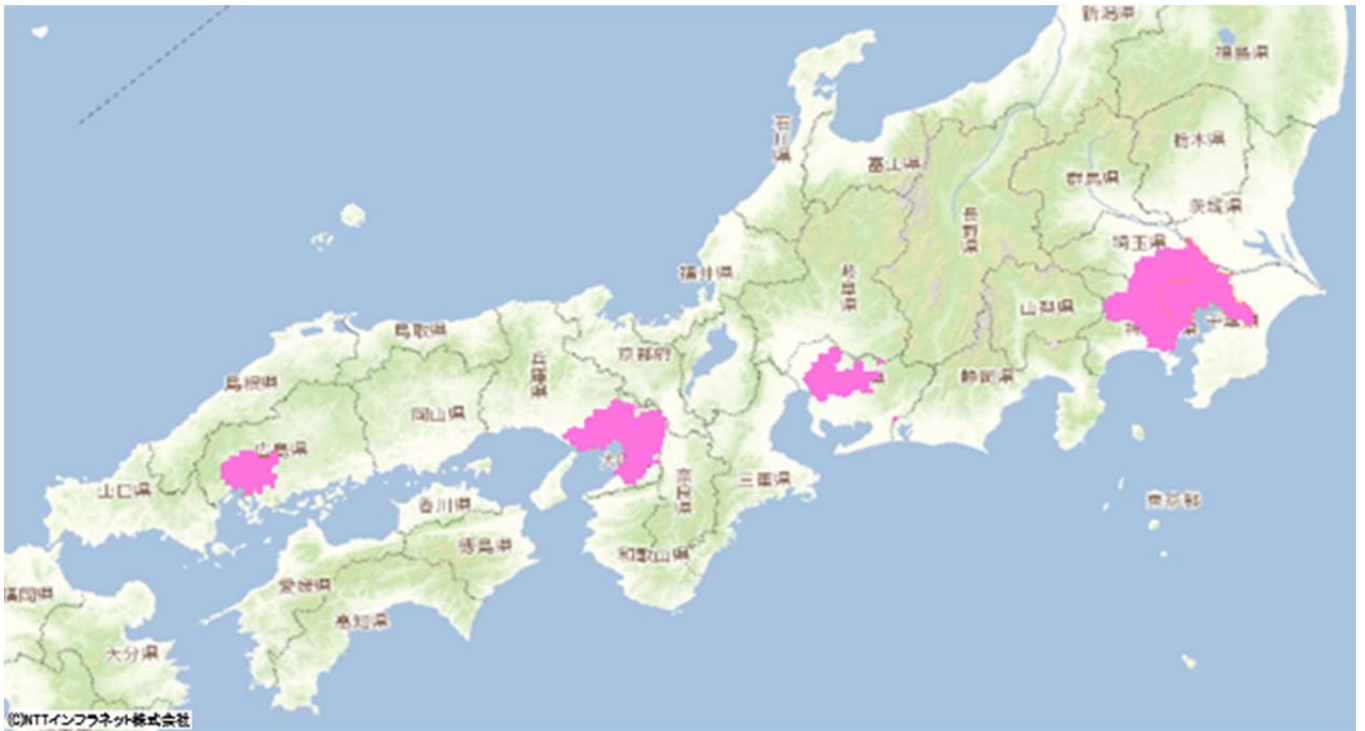 新潟県
福島県
石川県
栃木県
富山県
群馬県
茨城県
長野県
埼玉県
福井県
岐阜県
山梨県
千葉県
鳥取県
京都府
兵庫県
島根県
静岡県
岡山県
広島県
奈良県
三重県
山口県
香川県
東京都
徳島県
和歌山県
愛媛県
福岡県
高知県
大分県
(C)NTTインフラネット株式会社